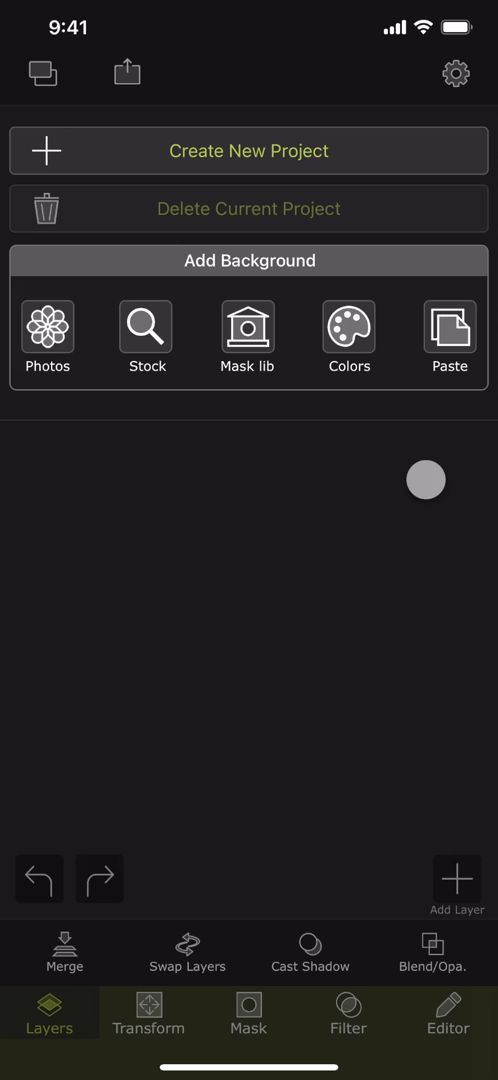 9:41
Create New Project
Delete Current Project
Add Background
Photos
Stock
Mask lib
Colors
Paste
Add Layer
Merge
Swap Layers
Cast Shadow
Blend/Opa.
Layers
Transform
Mask
Filter
Editor